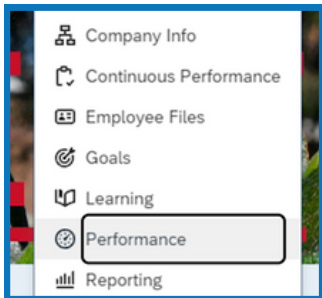 Company Info
Continuous Performance
Employee Files
Goals
Learning
Performance
Reporting